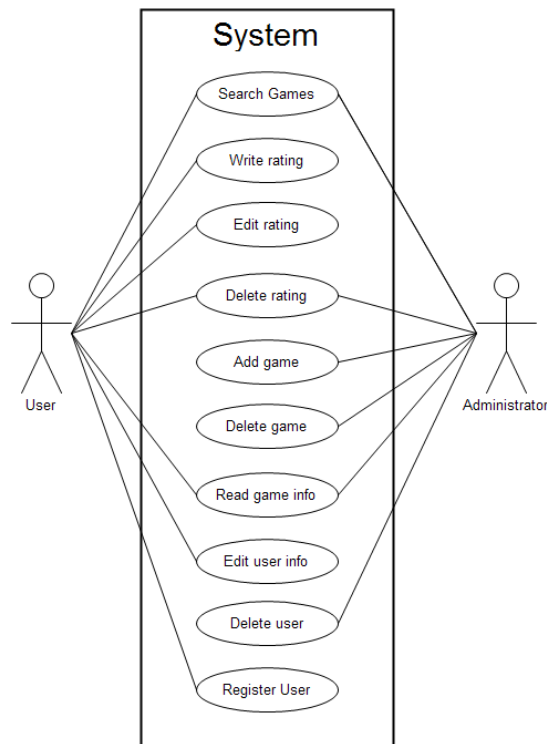 System
Search Games
Write rating
Edit rating
Delete rating
Add game
User
Administrator
Delete game
Read game info
Edit user info
Delete user
Register User